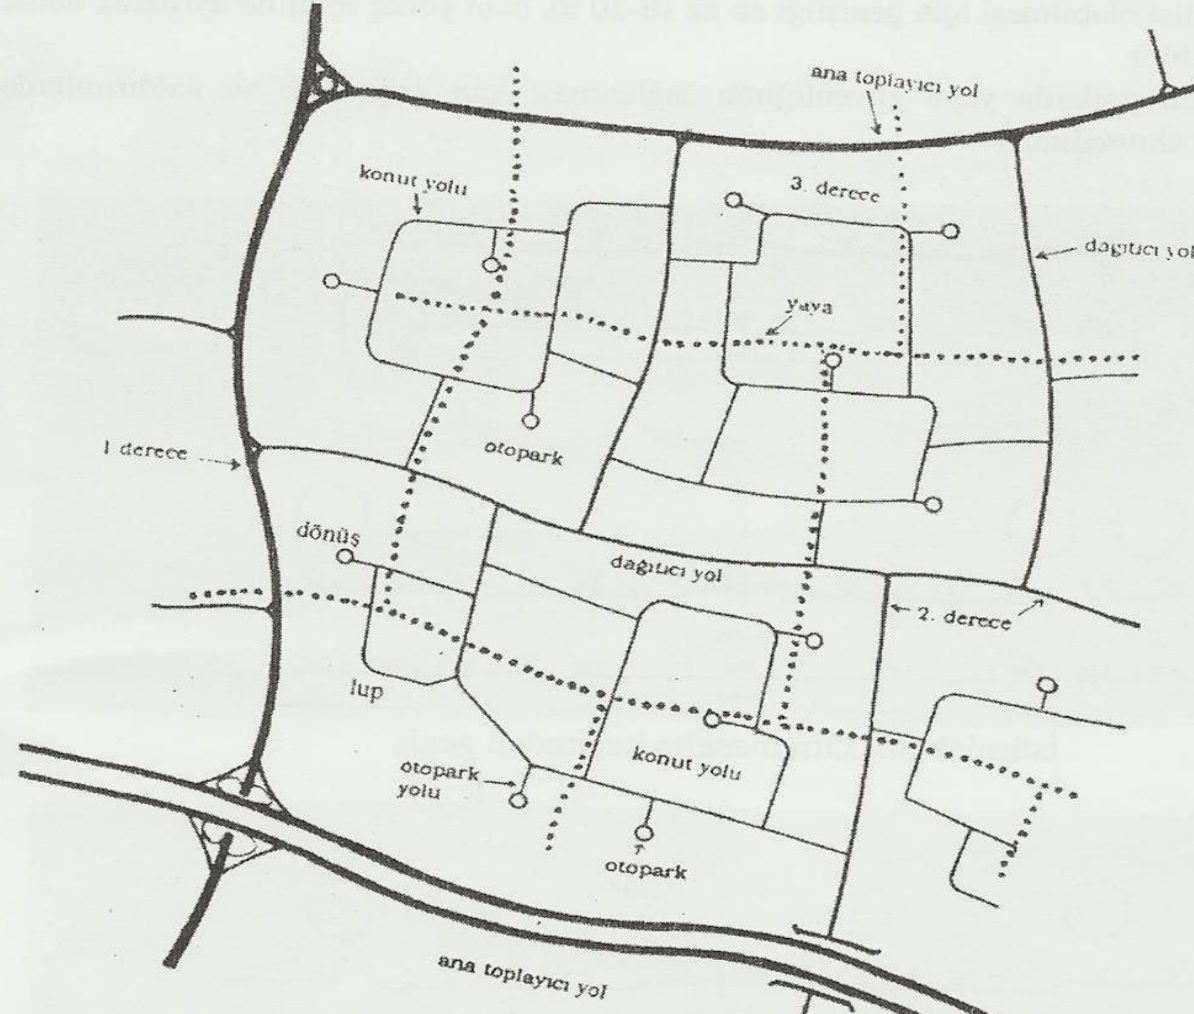 ana toplayıcı yol
konut yolu
3. derece
dağıtıcı yol
yaya
1 derece
otopark
dönüş
dağıtıcı yol
2. derece
lup
konut yolu
otopark
yolu
otopark
ana toplayıcı yol